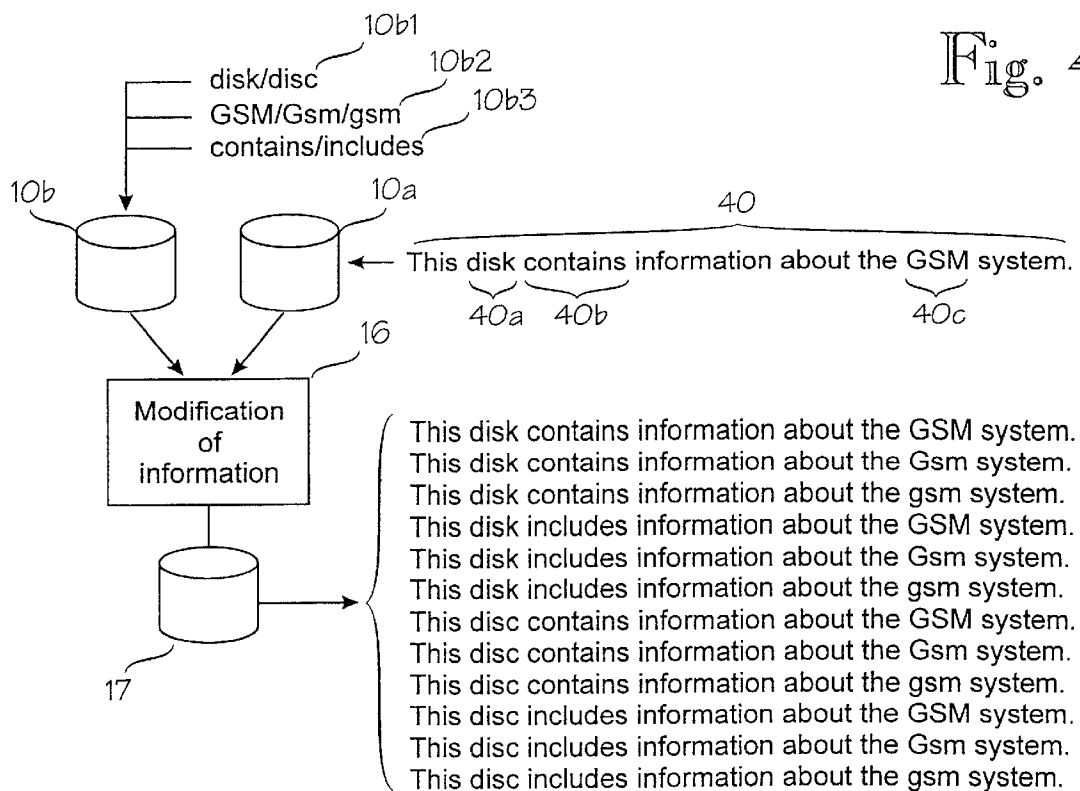 10b1
Fig. 4
disk/disc
10b2
GSM/Gsm/gsm
10b3
contains/includes
10b
10a
40
This disk contains information about the GSM system.
40a
40b
40c
16
Modification
of
information
This disk contains information about the GSM system.
This disk contains information about the Gsm system.
This disk contains information about the gsm system.
This disk includes information about the GSM system.
This disk includes information about the Gsm system.
This disk includes information about the gsm system.
This disc contains information about the GSM system.
This disc contains information about the Gsm system.
This disc contains information about the gsm system.
This disc includes information about the GSM system.
This disc includes information about the Gsm system.
This disc includes information about the gsm system.
17